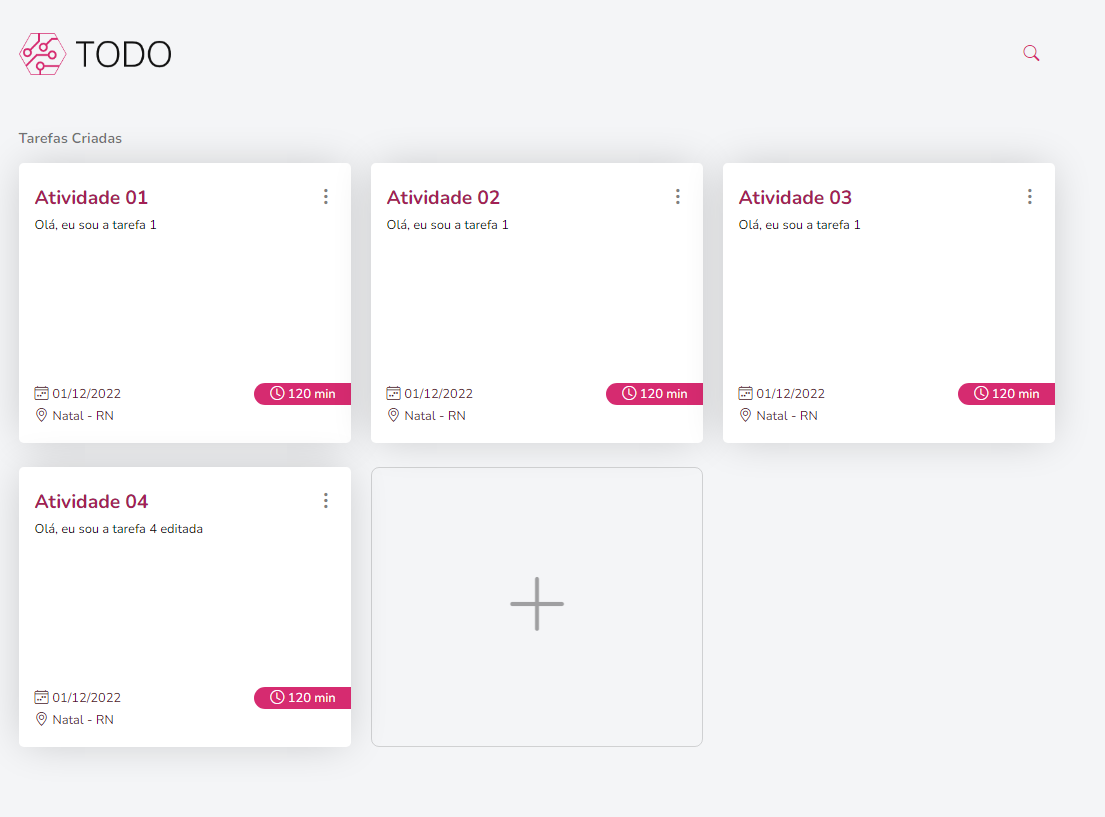 TODO
Tarefas Criadas
Atividade 01
Olá, eu sou a tarefa 1
01/12/2022
120 min
Natal - RN
Atividade 02
Olá, eu sou a tarefa 1
01/12/2022
120 min
Natal - RN
Atividade 03
Olá, eu sou a tarefa 1
01/12/2022
120 min
Natal - RN
Atividade 04
Olá, eu sou a tarefa 4 editada
01/12/2022
120 min
Natal - RN